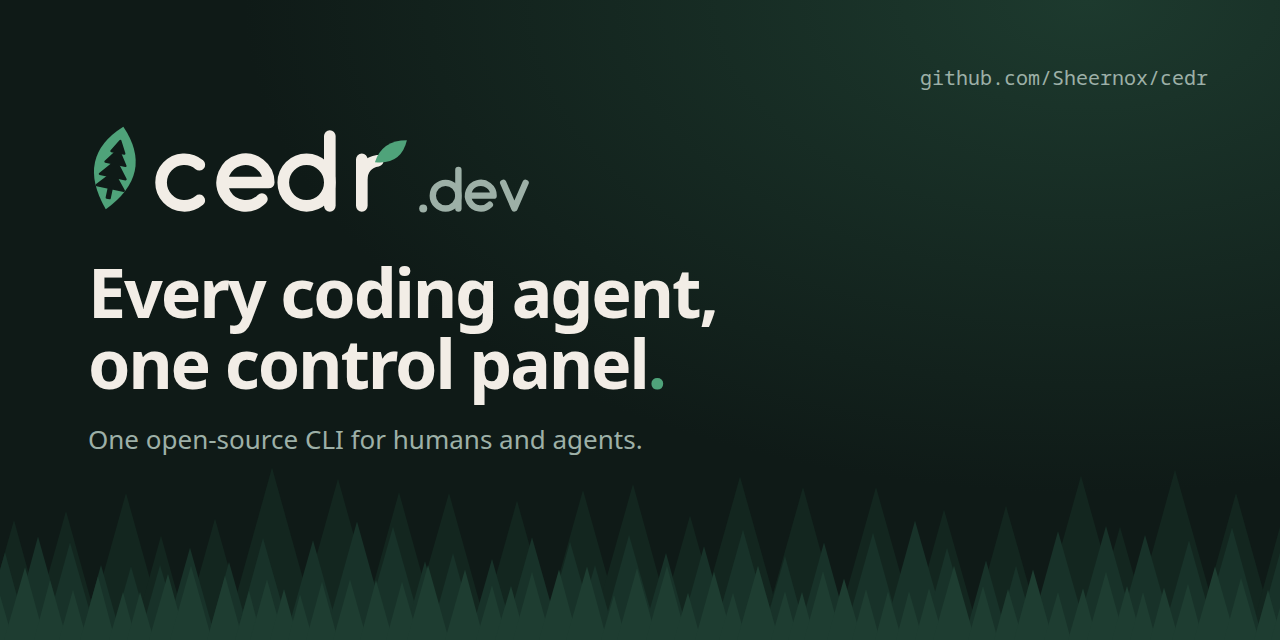 github.com/Sheernox/cedr
cedr.dev
Every coding agent,
one control panel.
One open-source CLI for humans and agents.